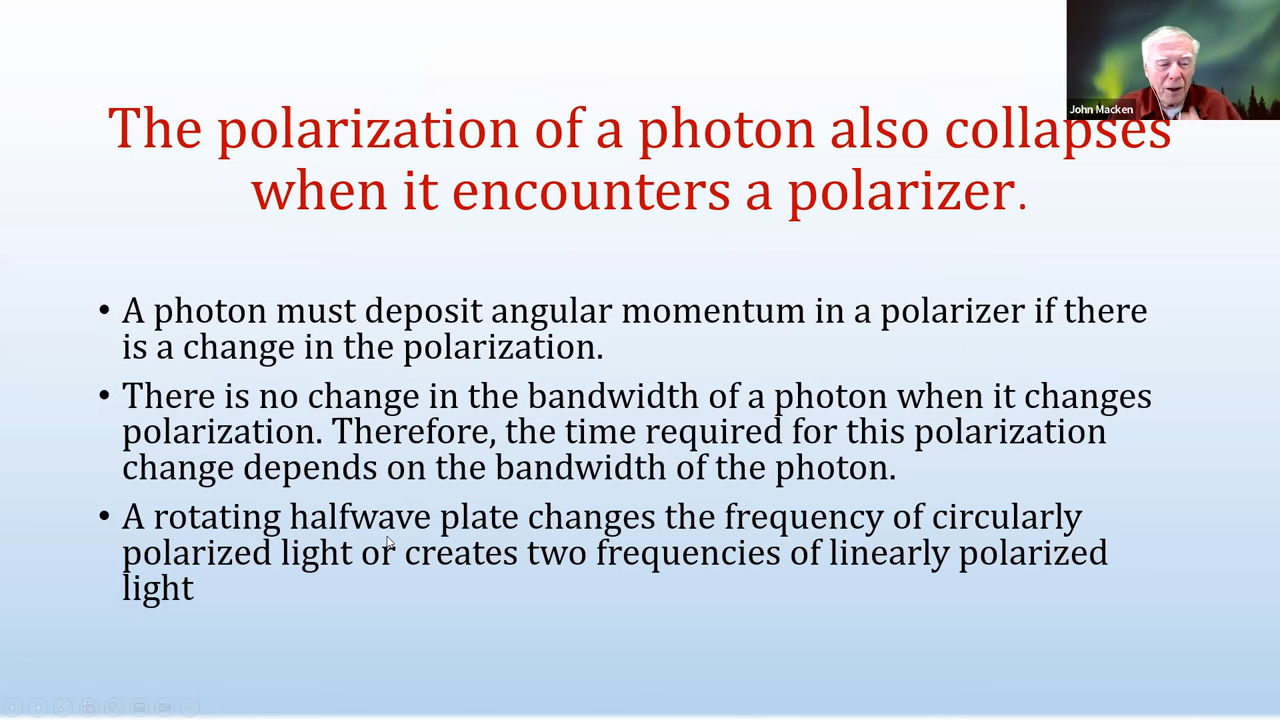 John Macken
The polarization of a photon also collapses
when it encounters a polarizer.
• A photon must deposit angular momentum in a polarizer if there
is a change in the polarization.
• There is no change in the bandwidth of a photon when it changes
polarization. Therefore, the time required for this polarization
change depends on the bandwidth of the photon.
• A rotating halfwave plate changes the frequency of circularly
polarized light or creates two frequencies of linearly polarized
light